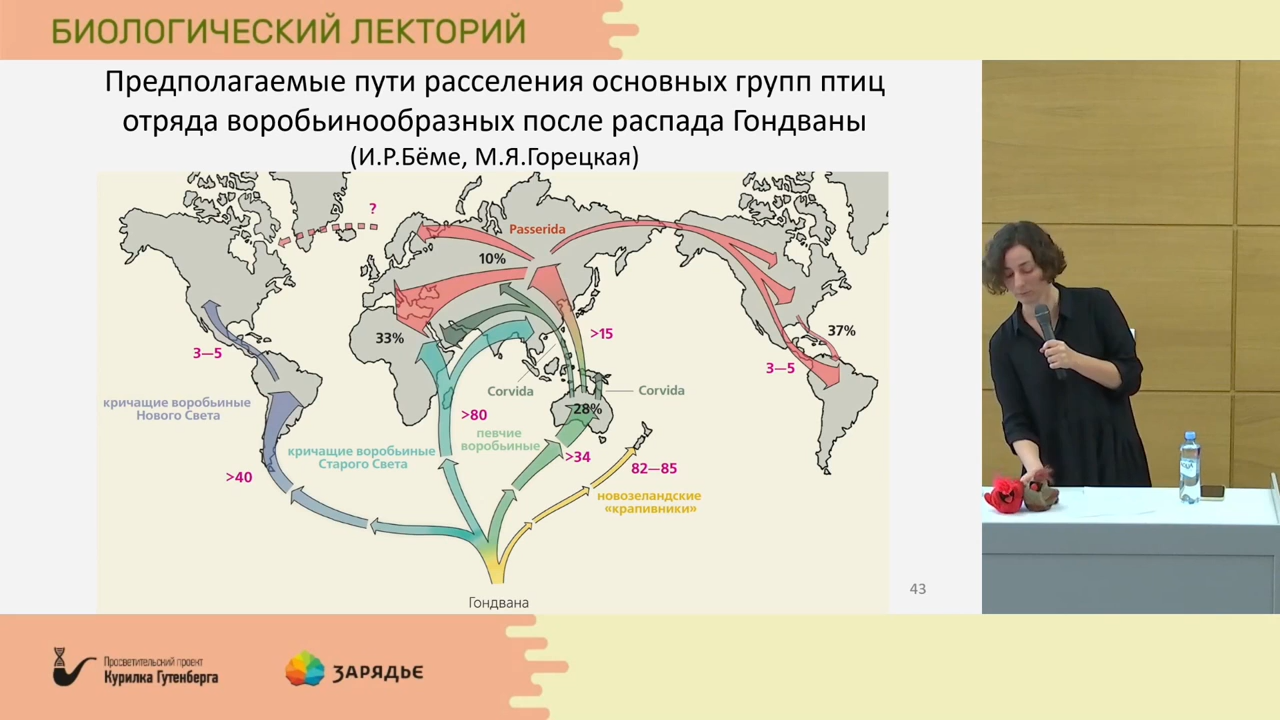 БИОЛОГИЧЕСКИЙ ЛЕКТОРИЙ
Предполагаемые пути расселения основных групп птиц
отряда воробьинообразных после распада Гондваны
(И.Р.Бёме, М.Я.Горецкая)
?
Passerida
10%
33%
>15
37%
3—5
3—5
Corvida
Corvida
28%
кричащие воробьиные
Нового Света
>80
певчие
воробьиные
кричащие воробьиные
Старого Света
>34
82—85
>40
новозеландские
«крапивники»
Гондвана
43
Просветительский проект
Курилка Гутенберга
ЗАРЯДЬЕ